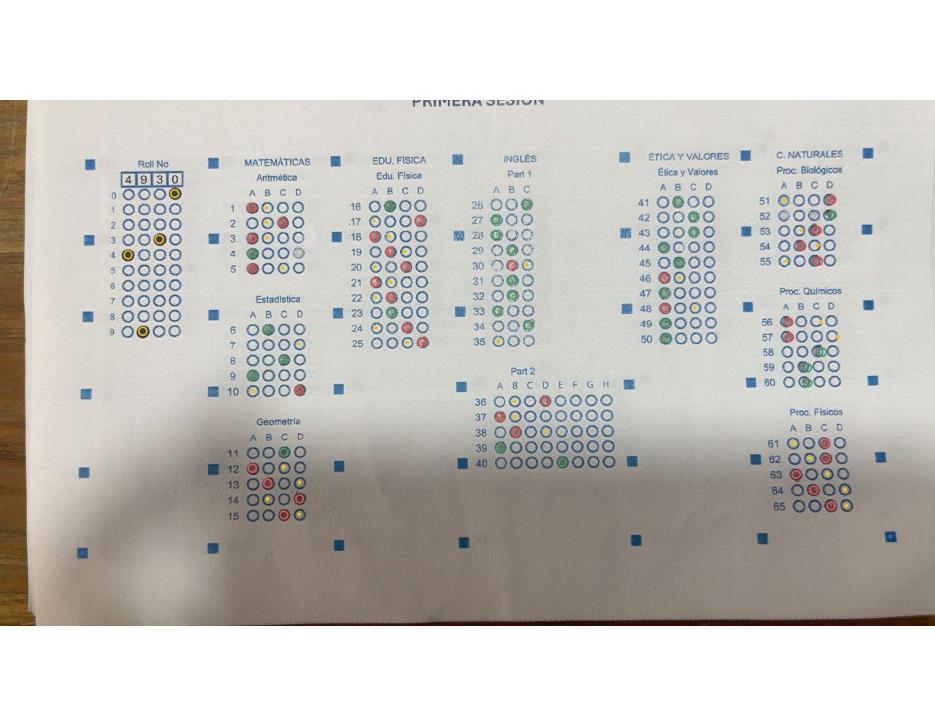 PRIMERA SESIÓN
Roll No
4 9 3 0
0
1
2
3
4
5
6
7
8
9
MATEMÁTICAS
Aritmética
A B C D
1
2
3
4
5
Estadística
A B C D
6
7
8
9
10
Geometría
A B C D
11
12
13
14
15
EDU. FÍSICA
Edu. Física
A B C D
16
17
18
19
20
21
22
23
24
25
INGLÉS
Part 1
A B C
26
27
28
29
30
31
32
33
34
35
Part 2
A B C D E F G H
36
37
38
39
40
ÉTICA Y VALORES
Ética y Valores
A B C D
41
42
43
44
45
46
47
48
49
50
C. NATURALES
Proc. Biológicos
A B C D
51
52
53
54
55
Proc. Químicos
A B C D
56
57
58
59
60
Proc. Físicos
A B C D
61
62
63
64
65